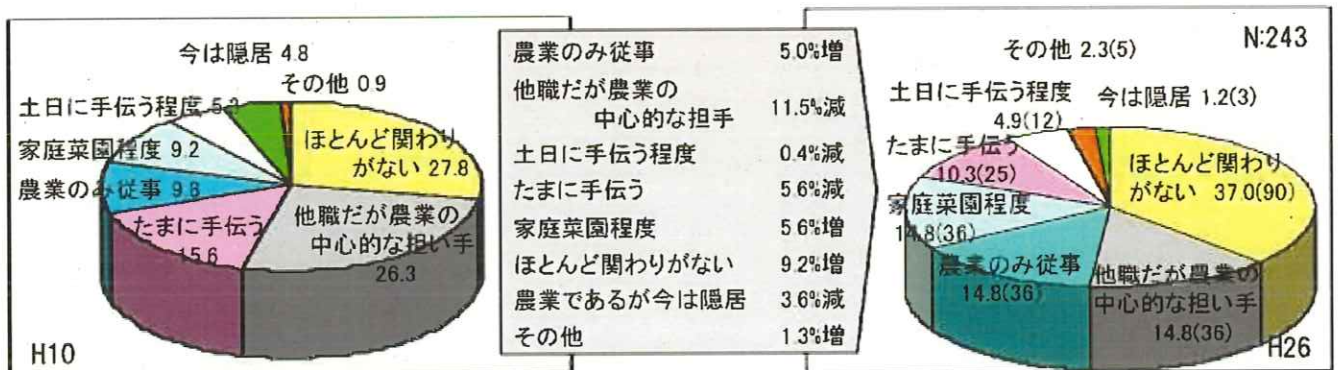 今は隠居 4.8
その他 0.9
土日に手伝う程度
家庭菜園程度 9.2
農業のみ従事 9.6
たまに手伝う
15.6
ほとんど関わり
がない 27.8
他職だが農業の
中心的な担い手
26.3
H10
農業のみ従事 5.0%増
他職だが農業の
中心的な担手 11.5%減
土日に手伝う程度 0.4%減
たまに手伝う 5.6%減
家庭菜園程度 5.6%増
ほとんど関わりがない 9.2%増
農業であるが今は隠居 3.6%減
その他 1.3%増
N:243
その他 2.3(5)
土日に手伝う程度
4.9(12)
今は隠居 1.2(3)
たまに手伝う
10.3(25)
家庭菜園程度
14.8(36)
農業のみ従事
14.8(36)
ほとんど関わり
がない 37.0(90)
他職だが農業の
中心的な担い手
14.8(36)
H26